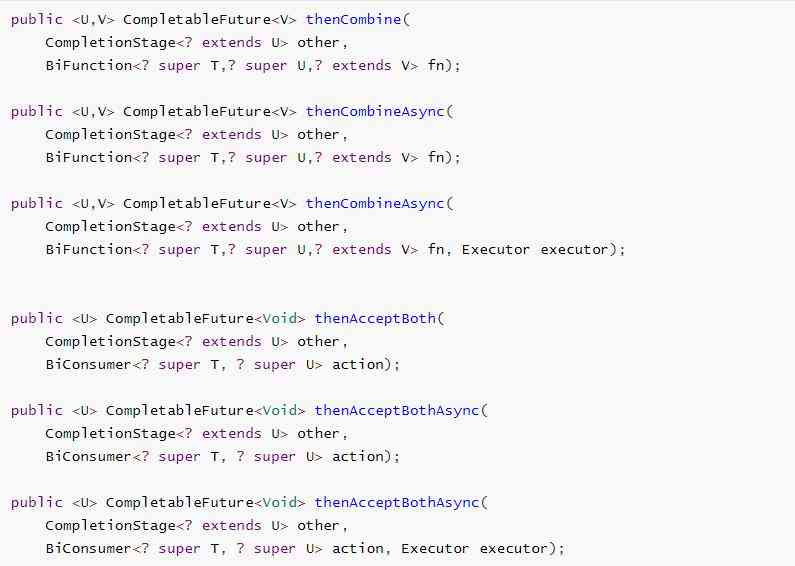 public <U,V> CompletableFuture<V> thenCombine(
    CompletionStage<? extends U> other,
    BiFunction<? super T,? super U,? extends V> fn);

public <U,V> CompletableFuture<V> thenCombineAsync(
    CompletionStage<? extends U> other,
    BiFunction<? super T,? super U,? extends V> fn);

public <U,V> CompletableFuture<V> thenCombineAsync(
    CompletionStage<? extends U> other,
    BiFunction<? super T,? super U,? extends V> fn, Executor executor);


public <U> CompletableFuture<Void> thenAcceptBoth(
    CompletionStage<? extends U> other,
    BiConsumer<? super T, ? super U> action);

public <U> CompletableFuture<Void> thenAcceptBothAsync(
    CompletionStage<? extends U> other,
    BiConsumer<? super T, ? super U> action);

public <U> CompletableFuture<Void> thenAcceptBothAsync(
    CompletionStage<? extends U> other,
    BiConsumer<? super T, ? super U> action, Executor executor);